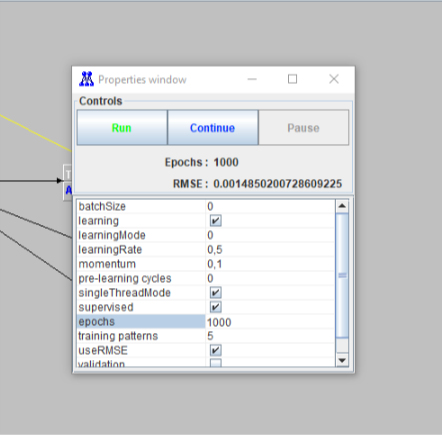 Properties window
Controls
Run Continue Pause
Epochs : 1000
RMSE : 0.0014850200728609225
T
A
batchSize 0
learning
learningMode 0
learningRate 0,5
momentum 0,1
pre-learning cycles 0
singleThreadMode
supervised
epochs 1000
training patterns 5
useRMSE
validation